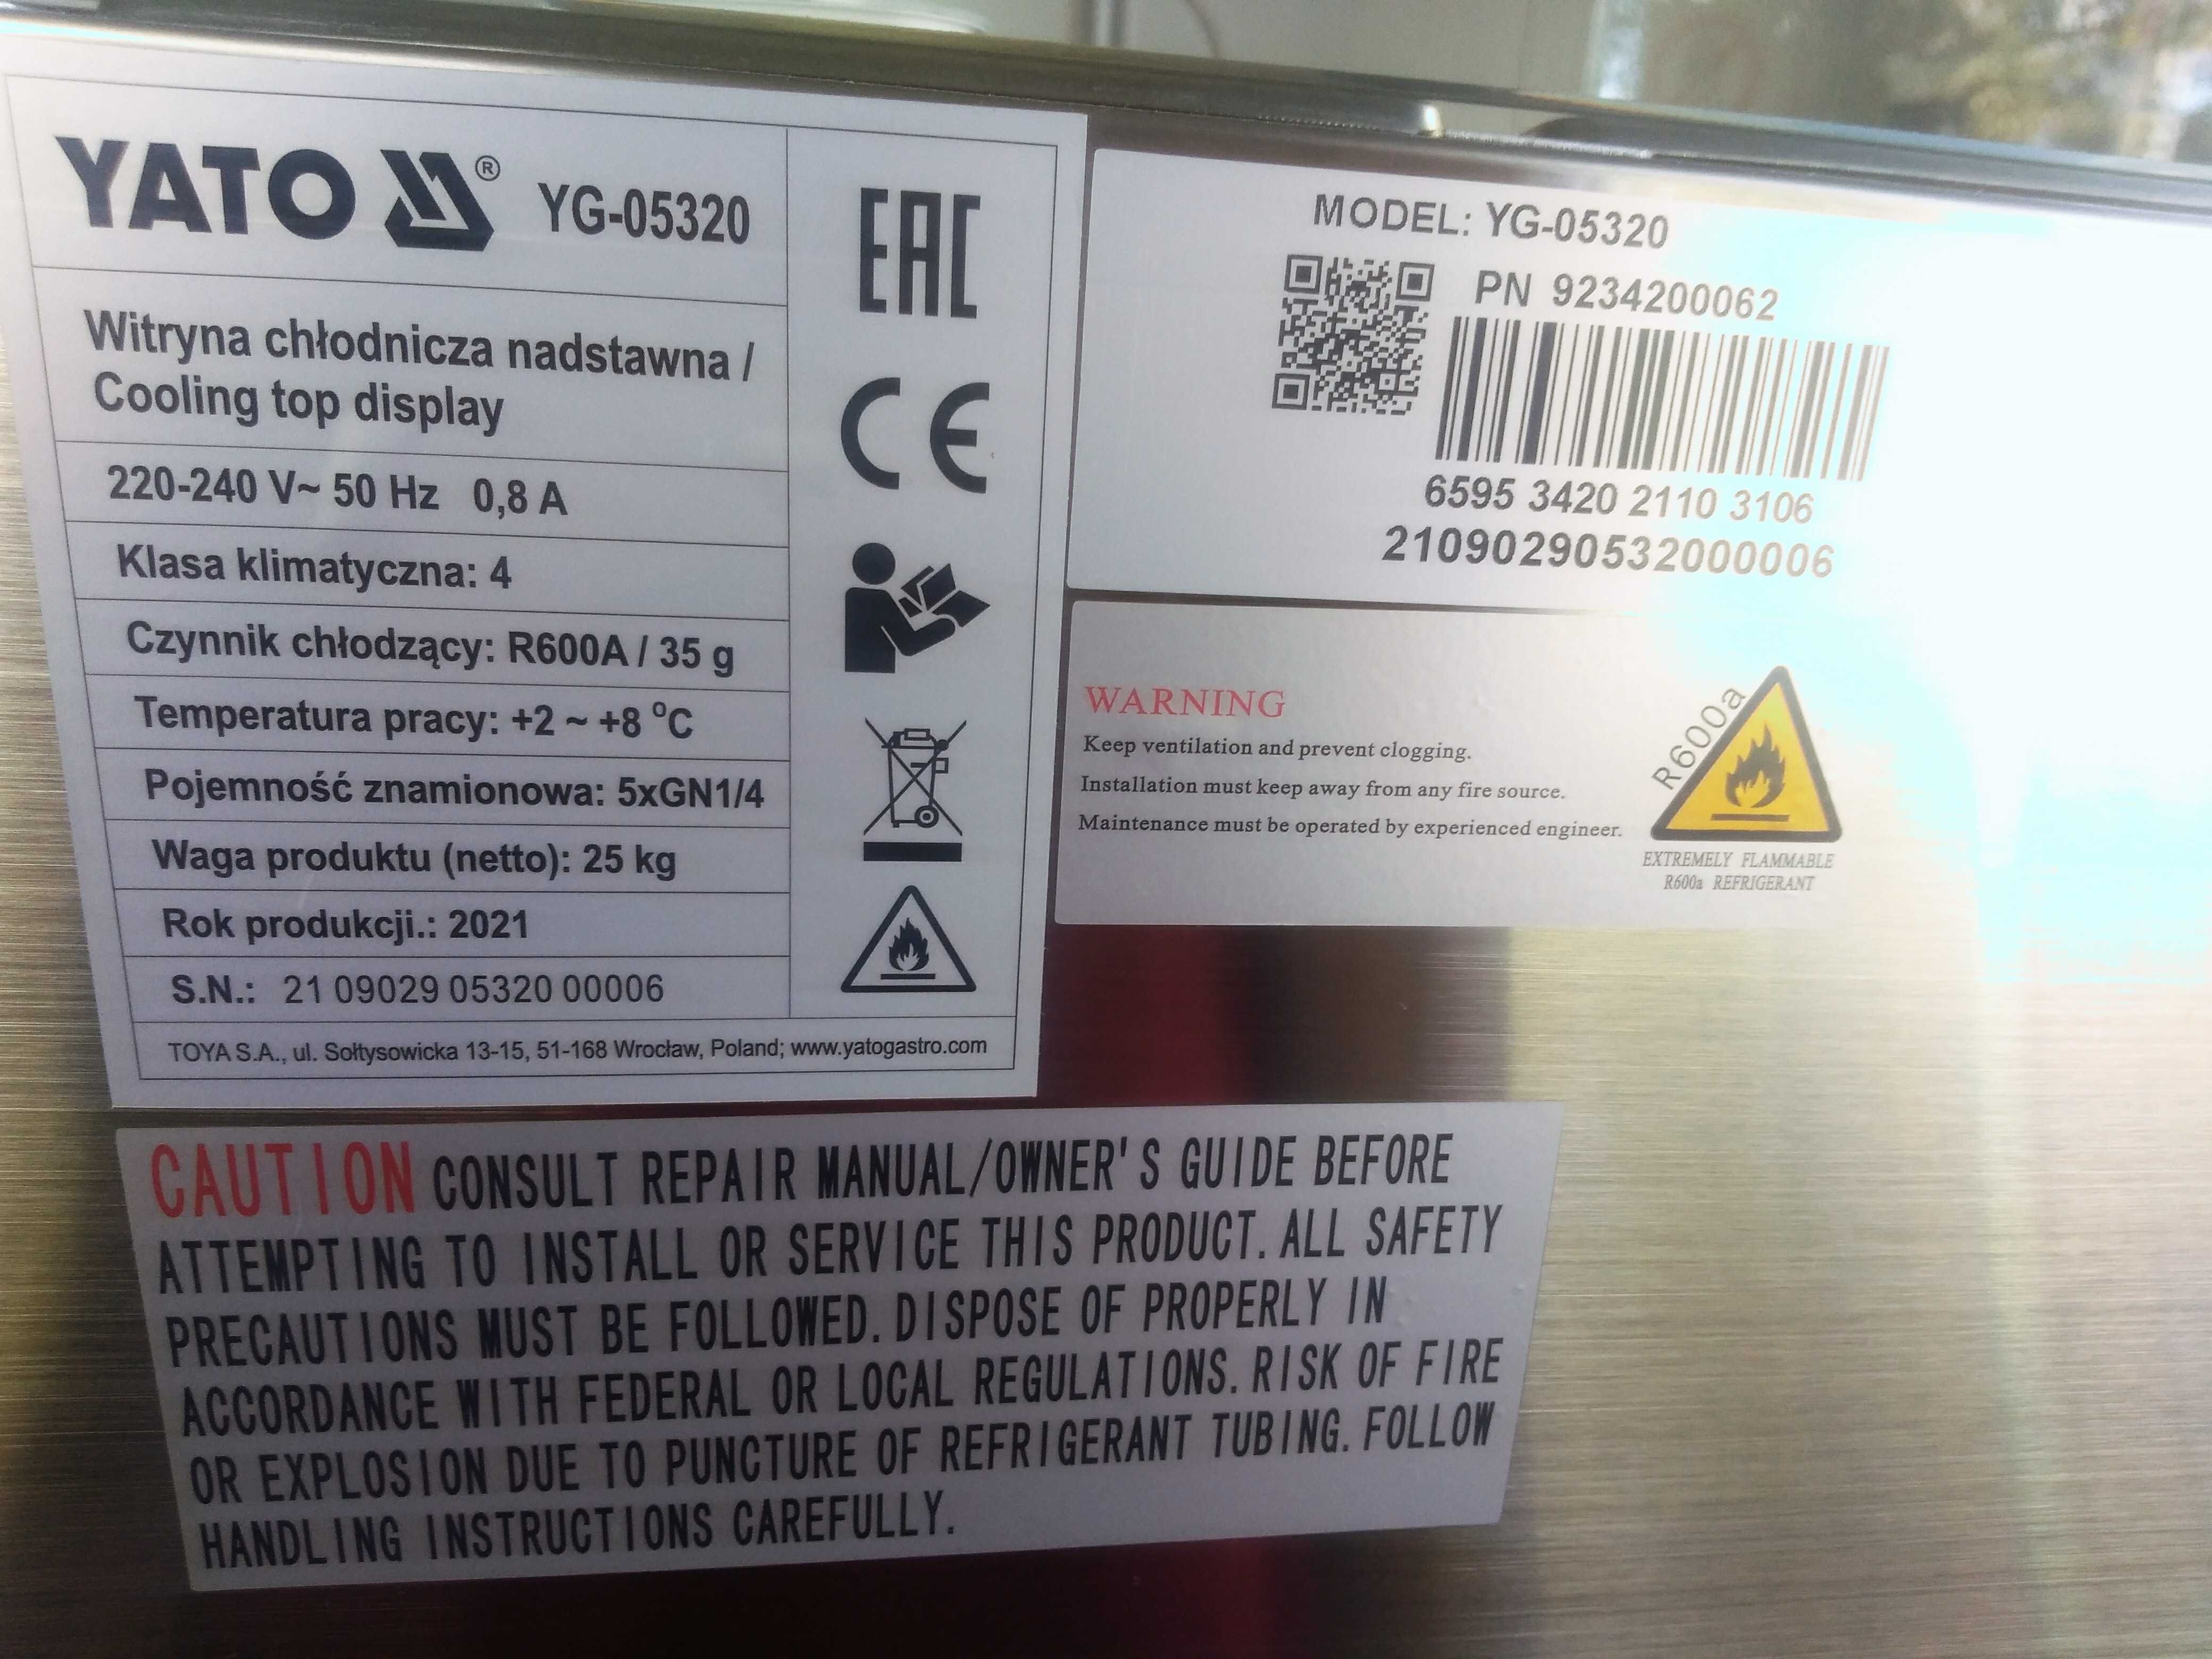 YATO ® YG-05320
Witryna chłodnicza nadstawna /
Cooling top display
220-240 V~ 50 Hz 0,8 A
Klasa klimatyczna: 4
Czynnik chłodzący: R600A / 35 g
Temperatura pracy: +2 ~ +8 °C
Pojemność znamionowa: 5xGN1/4
Waga produktu (netto): 25 kg
Rok produkcji.: 2021
S.N.: 21 09029 05320 00006
TOYA S.A., ul. Sołtysowicka 13-15, 51-168 Wrocław, Poland; www.yatogastro.com
EAC
CE
MODEL: YG-05320
PN 9234200062
6595 3420 2110 3106
21090290532000006
WARNING
Keep ventilation and prevent clogging.
Installation must keep away from any fire source.
Maintenance must be operated by experienced engineer.
R600a
EXTREMELY FLAMMABLE
R600a REFRIGERANT
CAUTION CONSULT REPAIR MANUAL/OWNER'S GUIDE BEFORE
ATTEMPTING TO INSTALL OR SERVICE THIS PRODUCT. ALL SAFETY
PRECAUTIONS MUST BE FOLLOWED. DISPOSE OF PROPERLY IN
ACCORDANCE WITH FEDERAL OR LOCAL REGULATIONS. RISK OF FIRE
OR EXPLOSION DUE TO PUNCTURE OF REFRIGERANT TUBING. FOLLOW
HANDLING INSTRUCTIONS CAREFULLY.